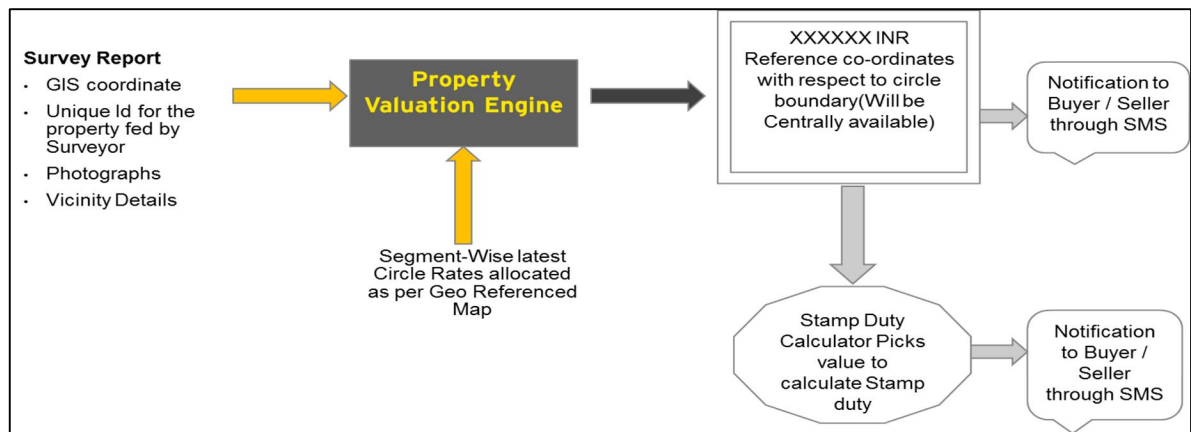 Survey Report
• GIS coordinate
• Unique Id for the
property fed by
Surveyor
• Photographs
• Vicinity Details
Property
Valuation Engine
Segment-Wise latest
Circle Rates allocated
as per Geo Referenced
Map
XXXXXX INR
Reference co-ordinates
with respect to circle
boundary(Will be
Centrally available)
Notification to
Buyer / Seller
through SMS
Stamp Duty
Calculator Picks
value to
calculate Stamp
duty
Notification
to Buyer /
Seller
through SMS